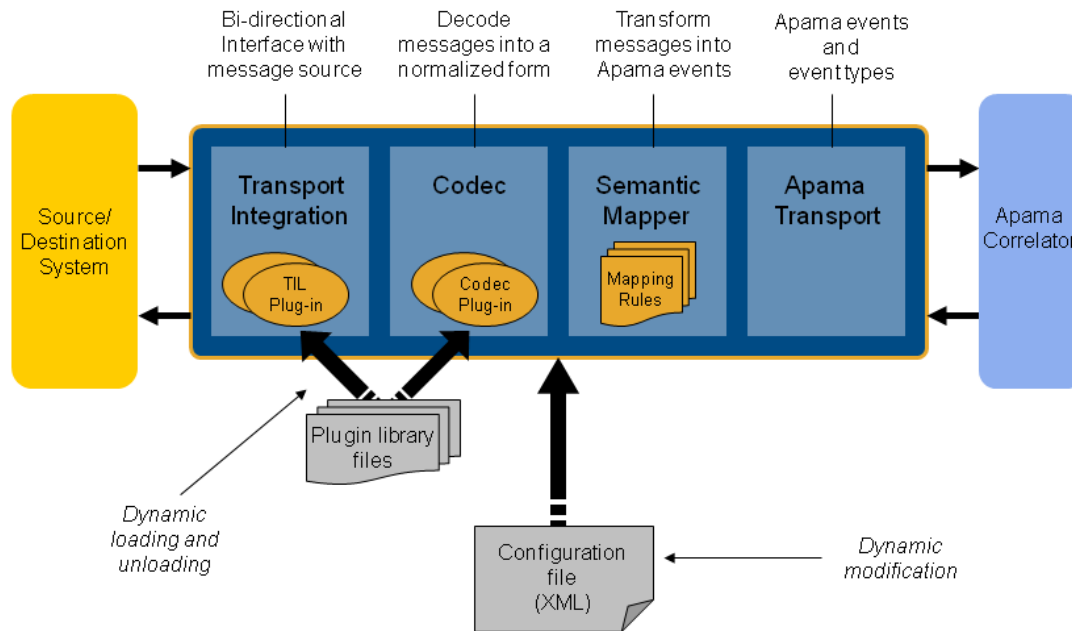 Bi-directional
Interface with
message source
Decode
messages into a
normalized form
Transform
messages into
Apama events
Apama events
and
event types
Source/
Destination
System
Transport
Integration
TIL
Plug-in
Codec
Codec
Plug-in
Semantic
Mapper
Mapping
Rules
Apama
Transport
Apama
Correlator
Plugin library
files
Dynamic
loading and
unloading
Configuration
file
(XML)
Dynamic
modification